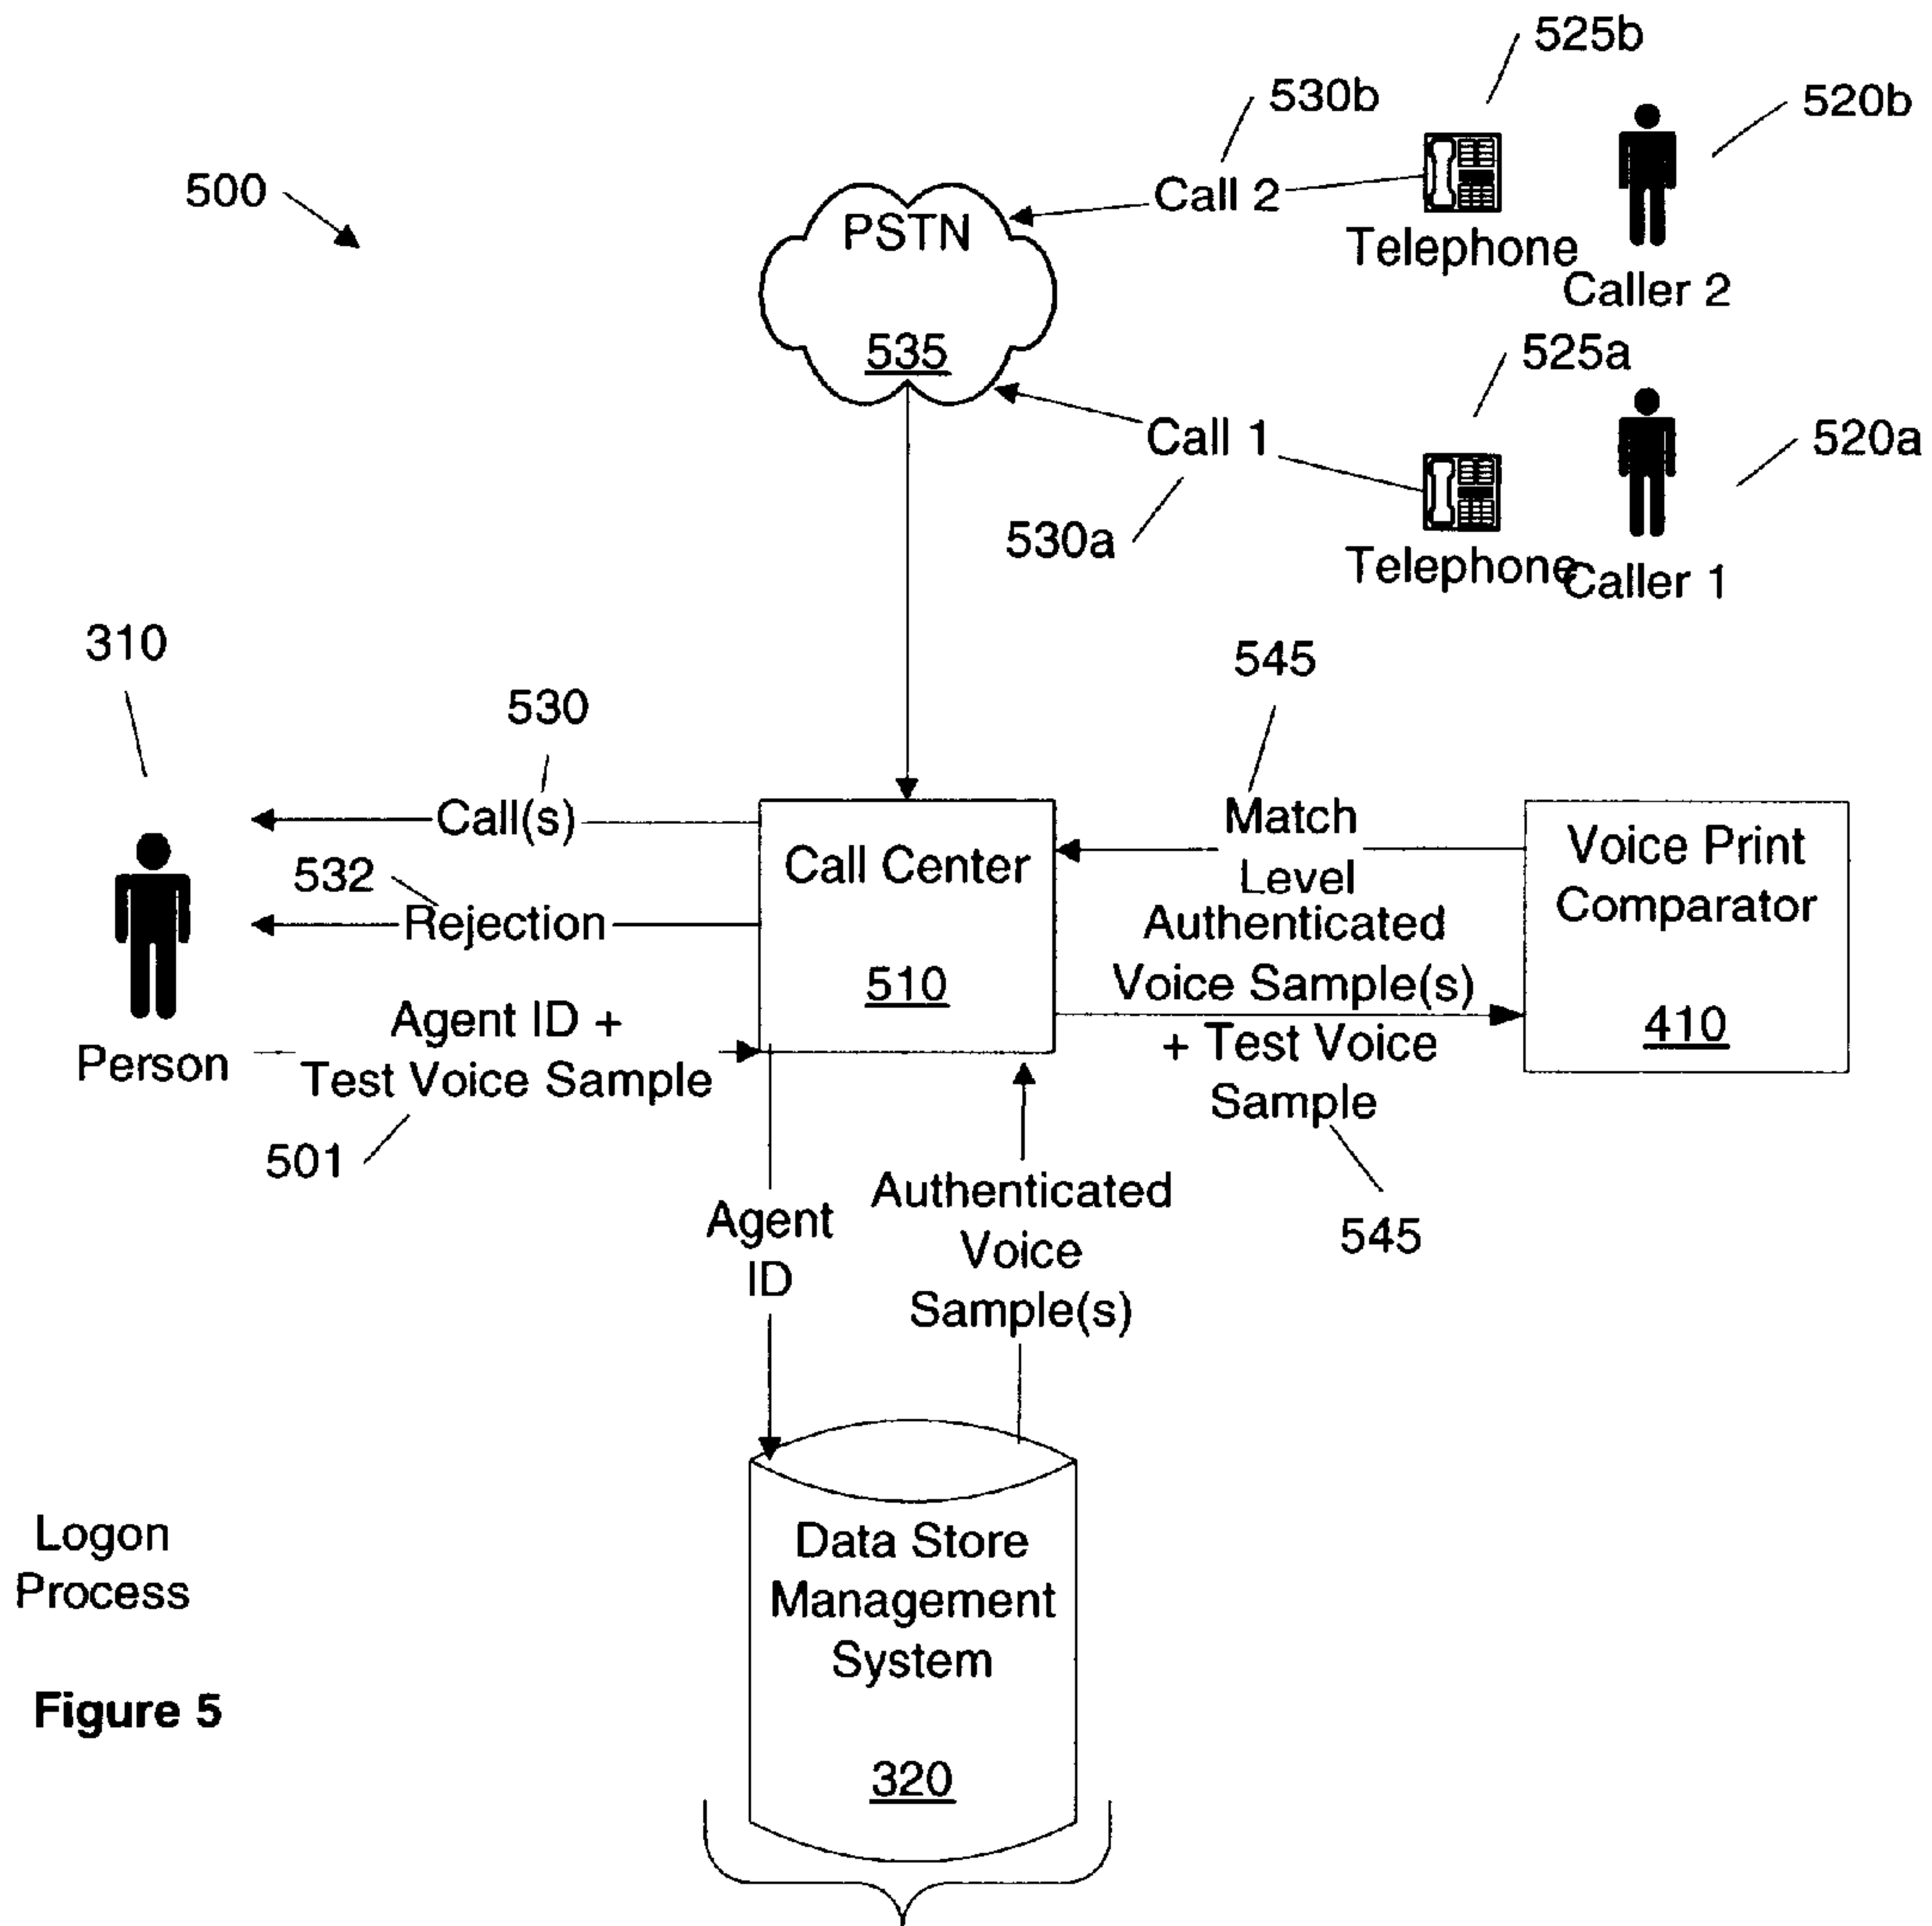 525b
530b
520b
500
Call 2
PSTN
Telephone
Caller 2
535
525a
Call 1
520a
530a
Telephone
Caller 1
310
545
530
Call(s)
Match
Level
Voice Print
Comparator
410
Call Center
510
532
Rejection
Authenticated
Voice Sample(s)
+ Test Voice
Sample
545
Agent ID +
Test Voice Sample
Person
501
Agent
ID
Authenticated
Voice
Sample(s)
Data Store
Management
System
320
Logon
Process
Figure 5